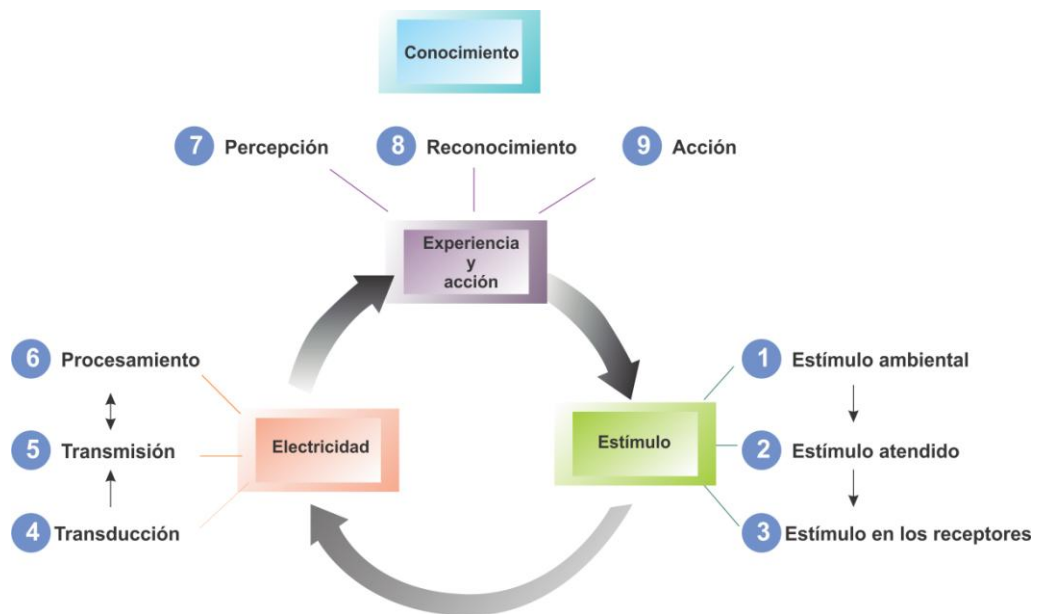 Conocimiento
7 Percepción
8 Reconocimiento
9 Acción
Experiencia
y
acción
6 Procesamiento
5 Transmisión
4 Transducción
Electricidad
Estímulo
1 Estímulo ambiental
2 Estímulo atendido
3 Estímulo en los receptores